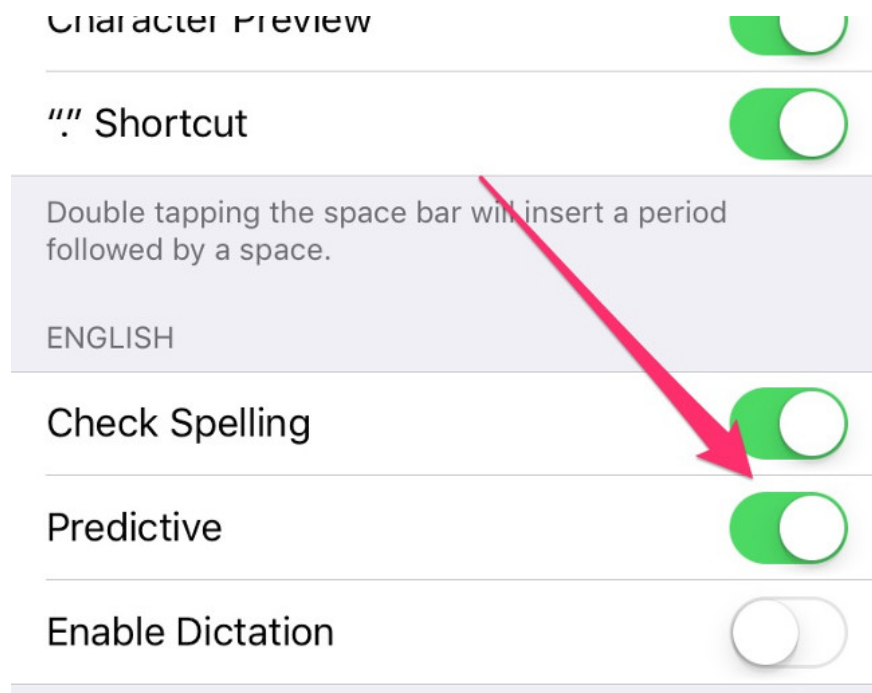 Character Preview
“.” Shortcut
Double tapping the space bar will insert a period
followed by a space.
ENGLISH
Check Spelling
Predictive
Enable Dictation